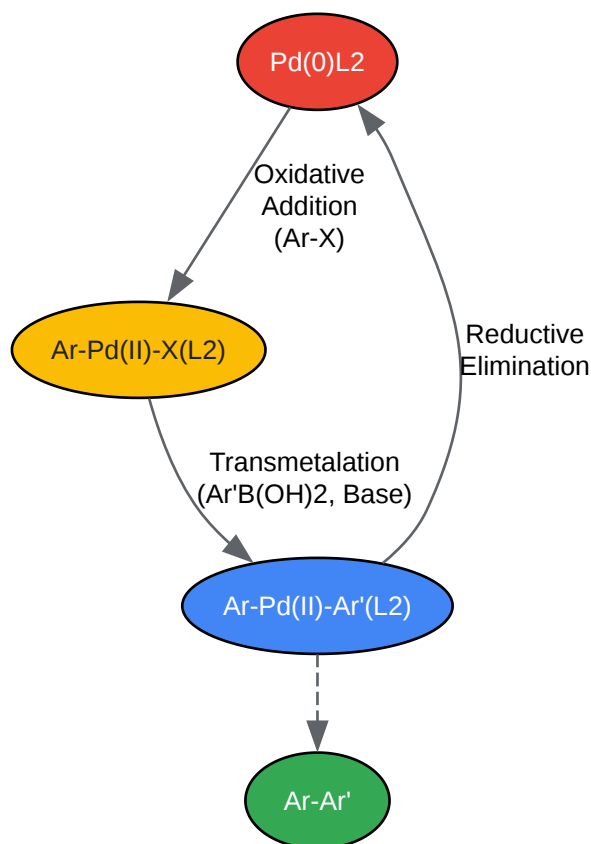 Pd(0)L2
Oxidative
Addition
(Ar-X)
Ar-Pd(II)-X(L2)
Reductive
Elimination
Transmetalation
(Ar'B(OH)2, Base)
Ar-Pd(II)-Ar'(L2)
Ar-Ar'